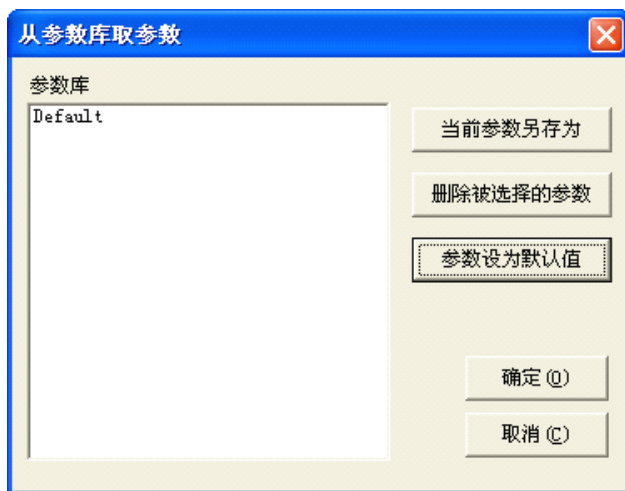 从参数库取参数
参数库
Default
当前参数另存为
删除被选择的参数
参数设为默认值
确定(O)
取消(C)